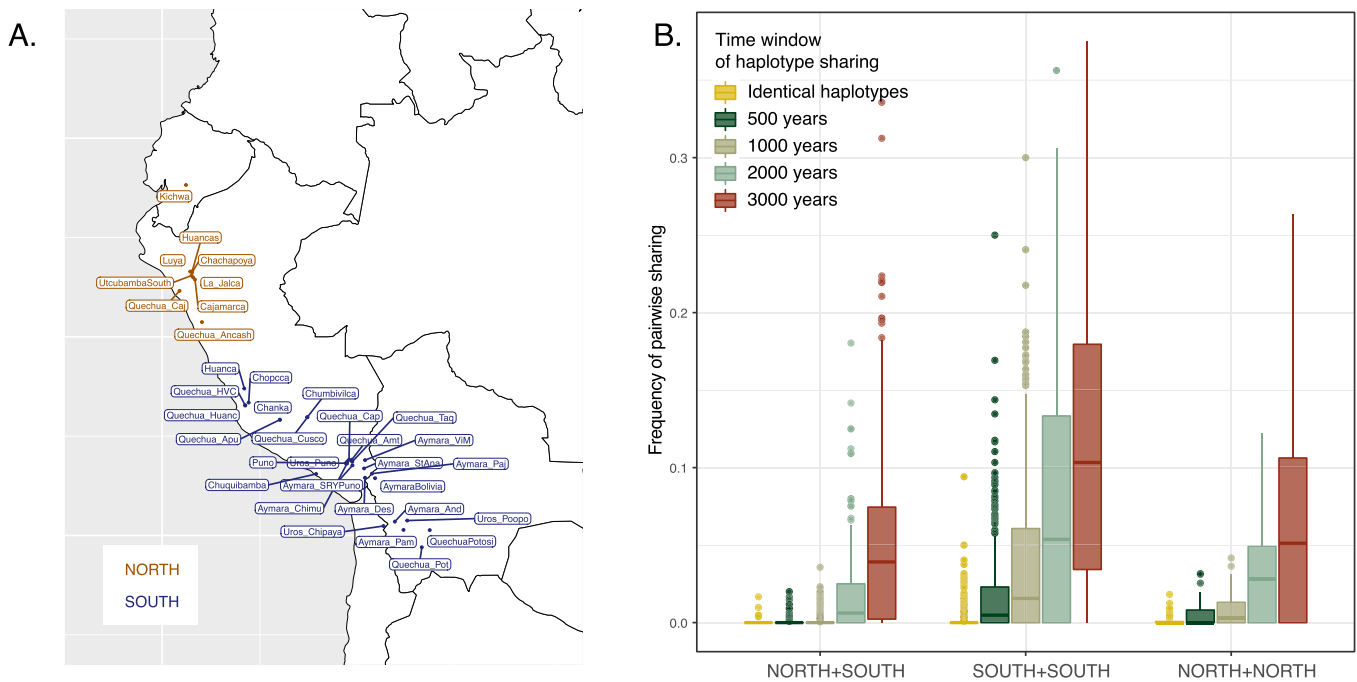 A.
Kichwa
Huancas
Luya
Chachapoya
UtcubambaSouth
La_Jalca
Quechua_Caj
Cajamarca
Quechua_Ancash
Huanca
Chopcca
Quechua_HVC
Chumbivilca
Quechua_Huanc
Chanka
Quechua_Cap
Quechua_Taq
Quechua_Apu
Quechua_Cusco
Quechua_Amt
Aymara_ViM
Puno
Uros_Puno
Aymara_StAna
Aymara_Paj
Chuquibamba
Aymara_SRYPuno
AymaraBolivia
Aymara_Chimu
Aymara_Des
Aymara_And
Uros_Poopo
Uros_Chipaya
Aymara_Pam
QuechuaPotosi
Quechua_Pot
NORTH
SOUTH
B.
Time window
of haplotype sharing
Identical haplotypes
500 years
1000 years
2000 years
3000 years
Frequency of pairwise sharing
0.3
0.2
0.1
0.0
NORTH+SOUTH
SOUTH+SOUTH
NORTH+NORTH